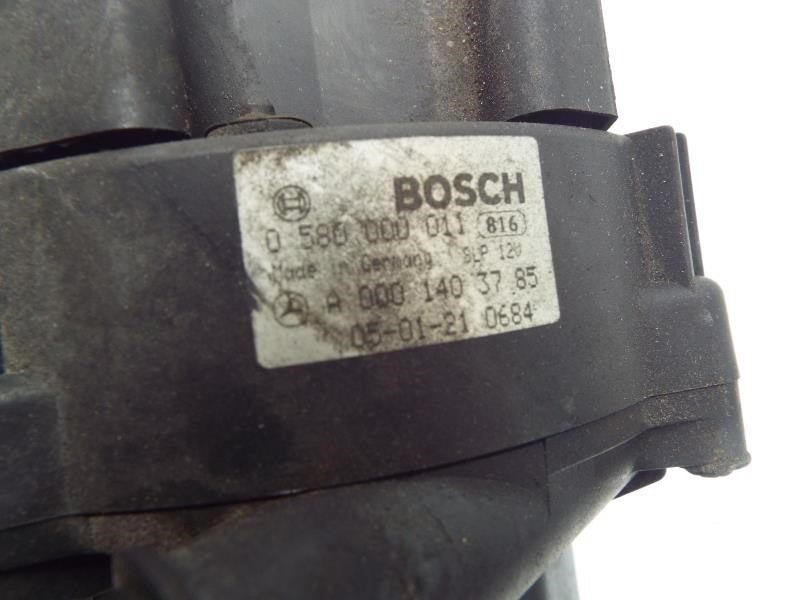 BOSCH
0 580 000 011 816
Made in Germany SLP 12V
A 000 140 37 85
05-01-21 0684